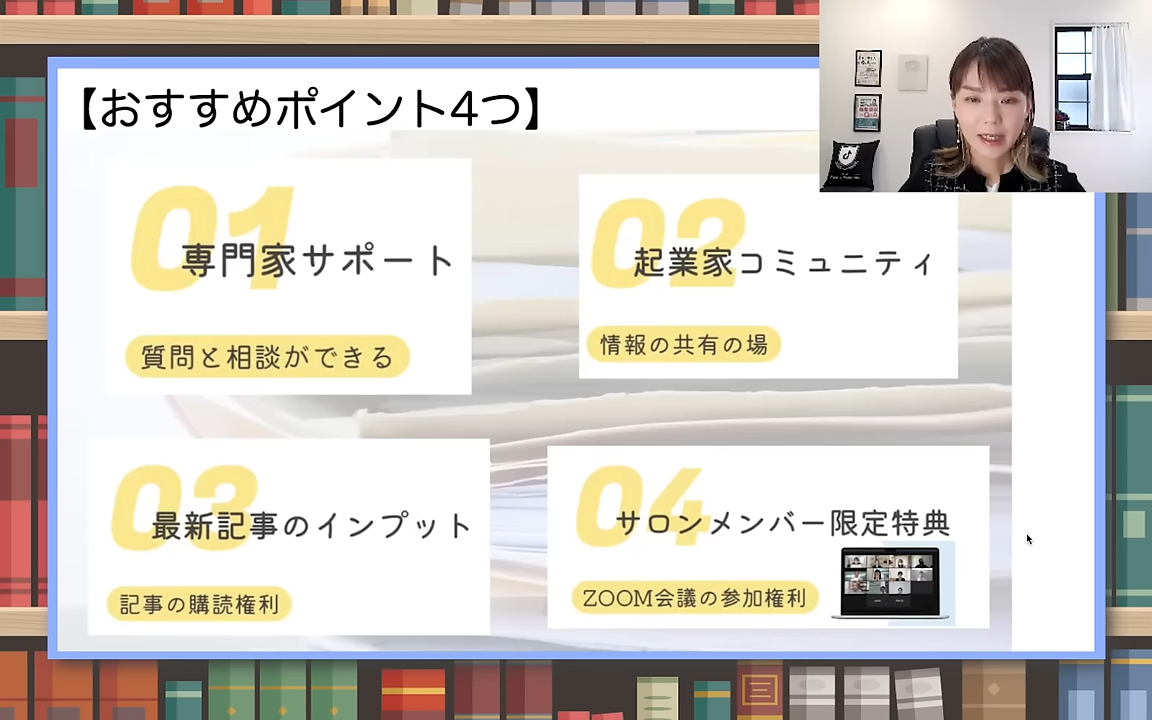 【おすすめポイント4つ】
01
専門家サポート
質問と相談ができる
02
起業家コミュニティ
情報の共有の場
03
最新記事のインプット
記事の購読権利
04
サロンメンバー限定特典
ZOOM会議の参加権利